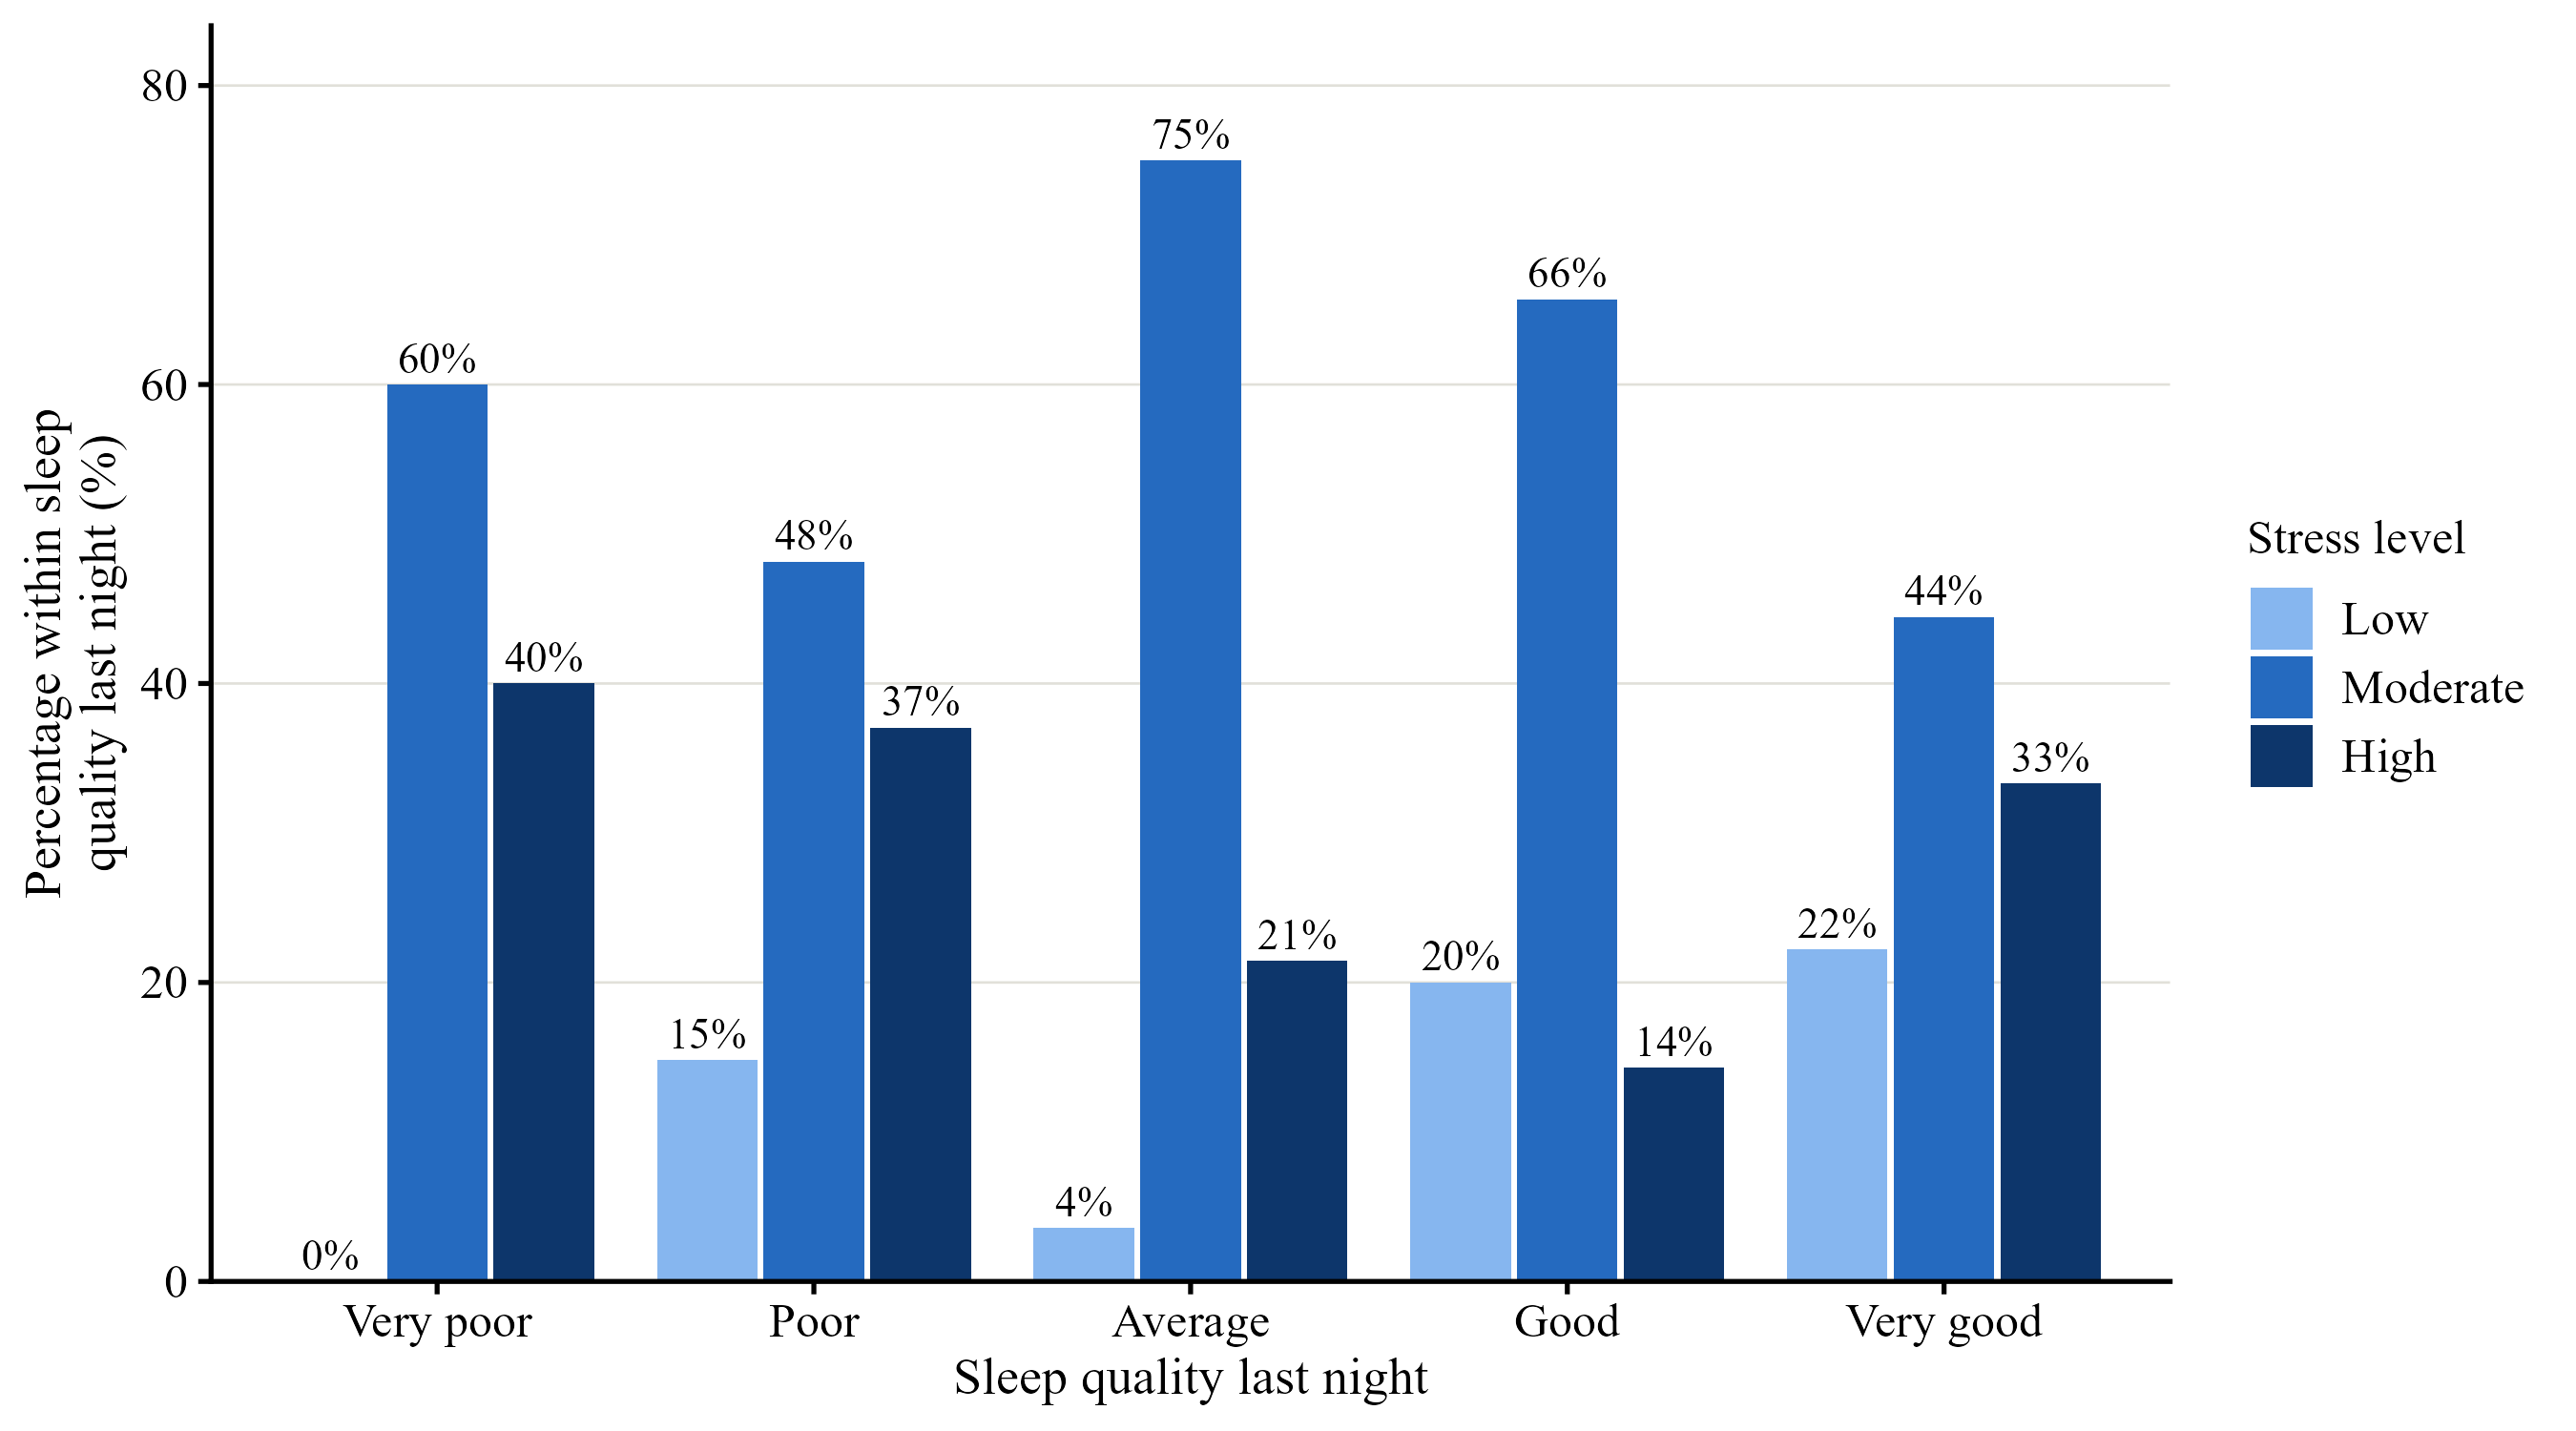 Percentage within sleep
quality last night (%)
80
60
40
20
0
0%
60%
40%
15%
48%
37%
4%
75%
21%
20%
66%
14%
22%
44%
33%
Very poor
Poor
Average
Good
Very good
Sleep quality last night
Stress level
Low
Moderate
High